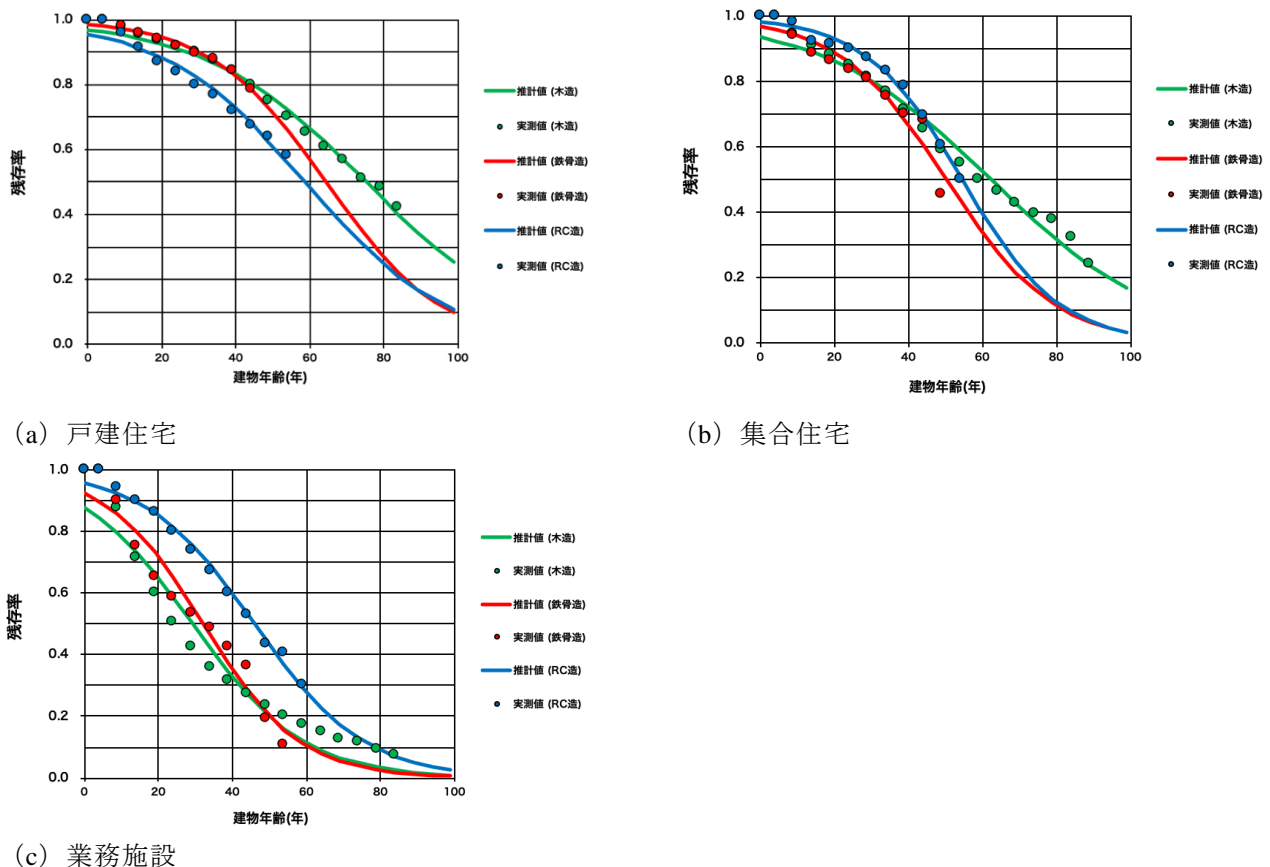 1.0
0.8
0.6
0.4
0.2
0.0
残存率
0 20 40 60 80 100
建物年齢(年)
推計値 (木造)
実測値 (木造)
推計値 (鉄骨造)
実測値 (鉄骨造)
推計値 (RC造)
実測値 (RC造)
(a) 戸建住宅
1.0
0.8
0.6
0.4
0.2
0.0
残存率
0 20 40 60 80 100
建物年齢(年)
推計値 (木造)
実測値 (木造)
推計値 (鉄骨造)
実測値 (鉄骨造)
推計値 (RC造)
実測値 (RC造)
(b) 集合住宅
1.0
0.8
0.6
0.4
0.2
0.0
残存率
0 20 40 60 80 100
建物年齢(年)
推計値 (木造)
実測値 (木造)
推計値 (鉄骨造)
実測値 (鉄骨造)
推計値 (RC造)
実測値 (RC造)
(c) 業務施設